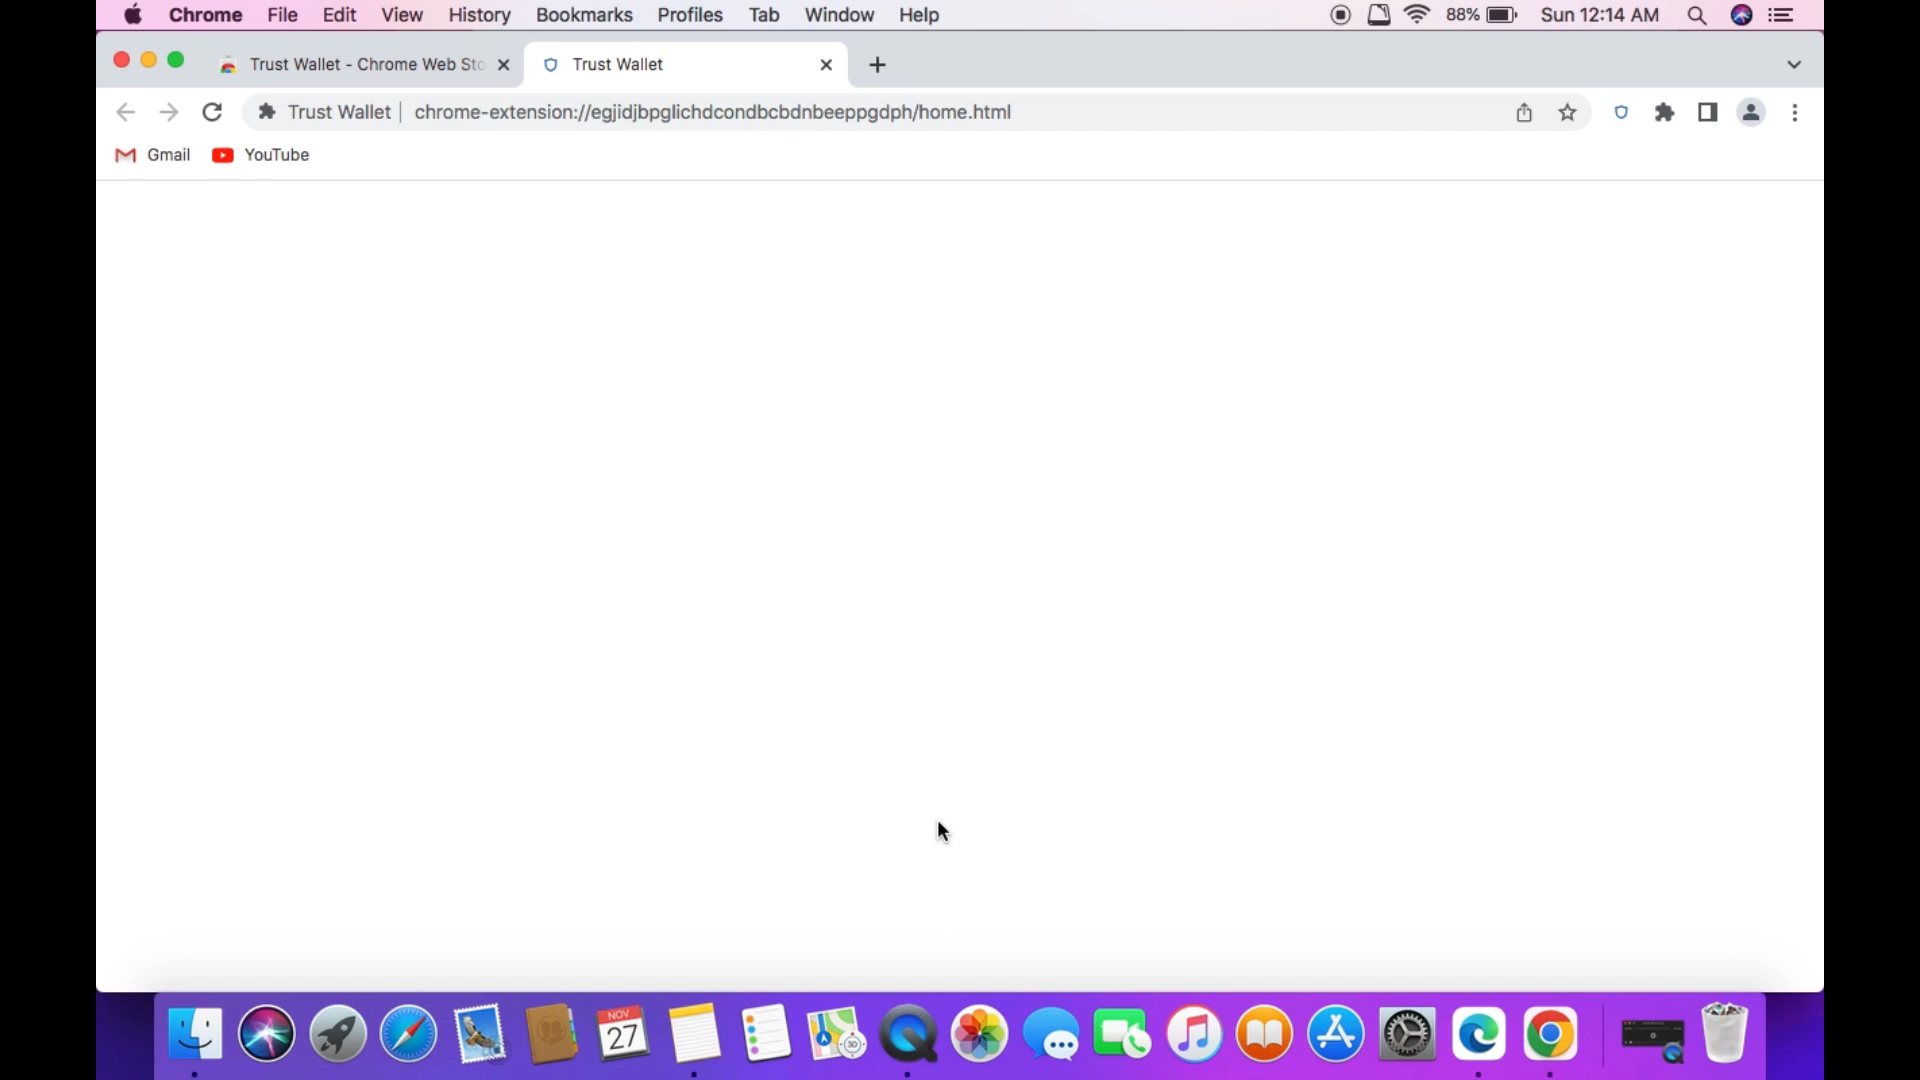 Chrome File Edit View History Bookmarks Profiles Tab Window Help 88% Sun 12:14 AM
Trust Wallet - Chrome Web Sto Trust Wallet
Trust Wallet | chrome-extension://egjidjbpglichdcondbcbdnbeeppgdph/home.html
Gmail YouTube
NOV
27